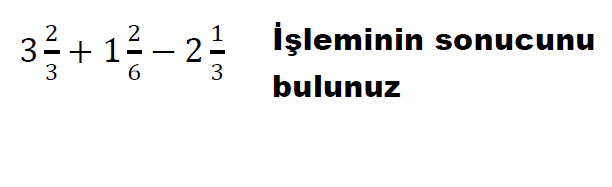 3 2/3 + 1 2/6 − 2 1/3 İşleminin sonucunu
bulunuz